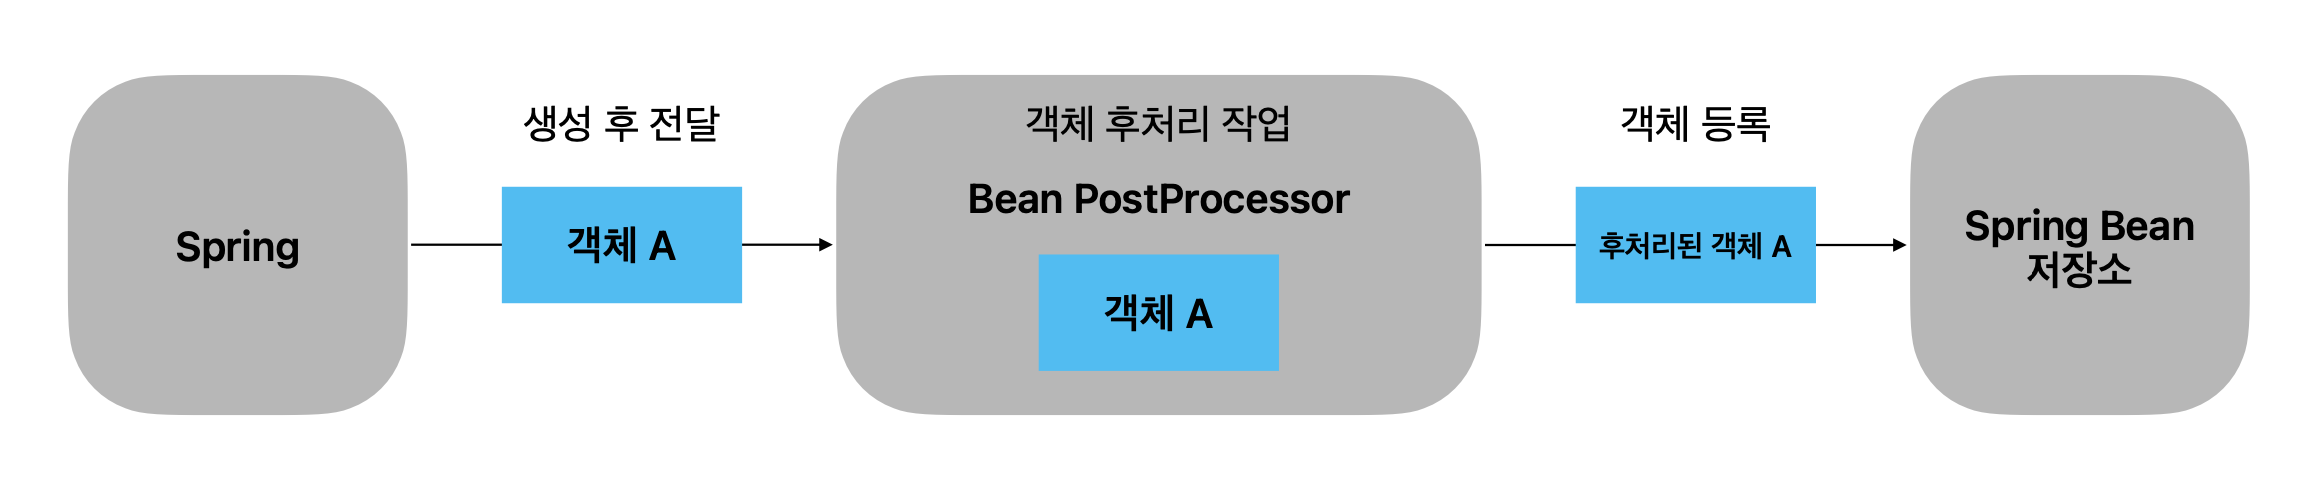 Spring
생성 후 전달
객체 A
객체 후처리 작업
Bean PostProcessor
객체 A
객체 등록
후처리된 객체 A
Spring Bean
저장소